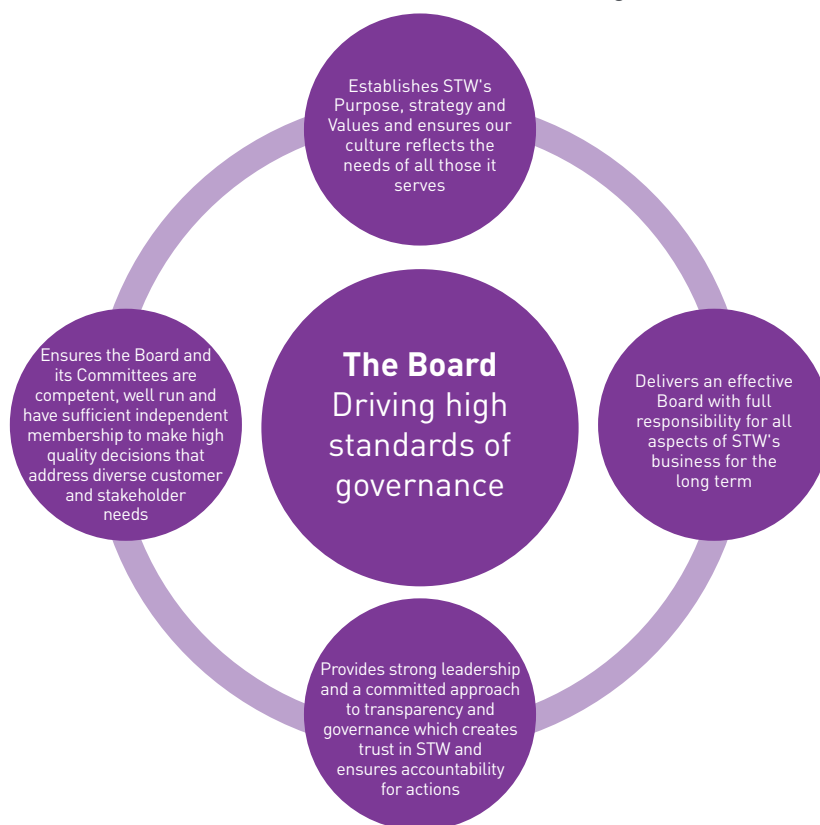 Establishes STW's
Purpose, strategy and
Values and ensures our
culture reflects the
needs of all those it
serves
Ensures the Board and
its Committees are
competent, well run and
have sufficient independent
membership to make high
quality decisions that
address diverse customer
and stakeholder
needs
The Board
Driving high
standards of
governance
Delivers an effective
Board with full
responsibility for all
aspects of STW's
business for the
long term
Provides strong leadership
and a committed approach
to transparency and
governance which creates
trust in STW and
ensures accountability
for actions